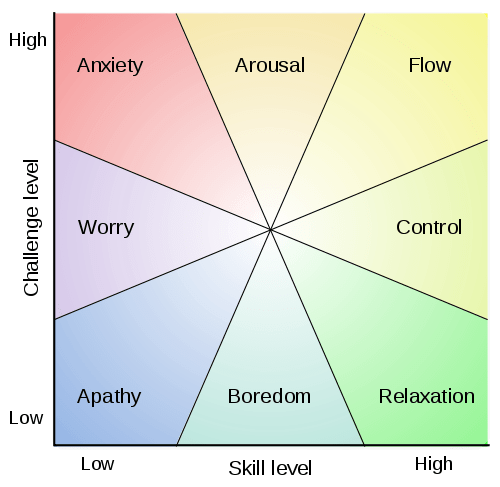 High
Anxiety
Arousal
Flow
Challenge level
Worry
Control
Apathy
Boredom
Relaxation
Low
Low
Skill level
High